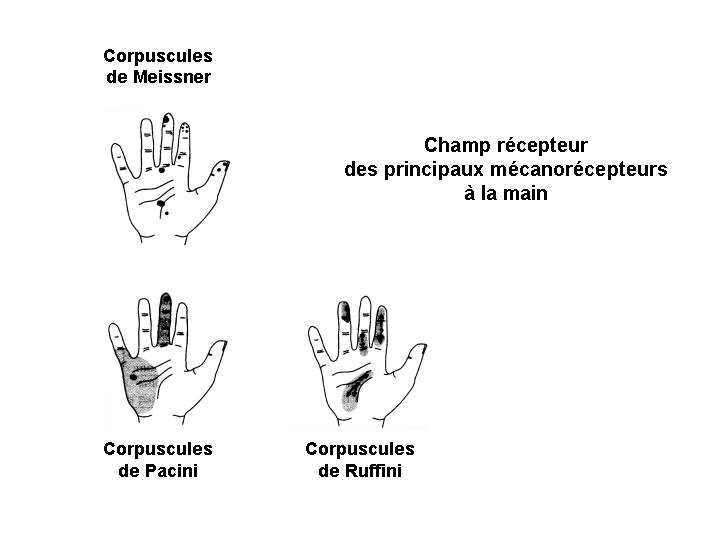 Corpuscules
de Meissner
Champ récepteur
des principaux mécanorécepteurs
à la main
Corpuscules
de Pacini
Corpuscules
de Ruffini